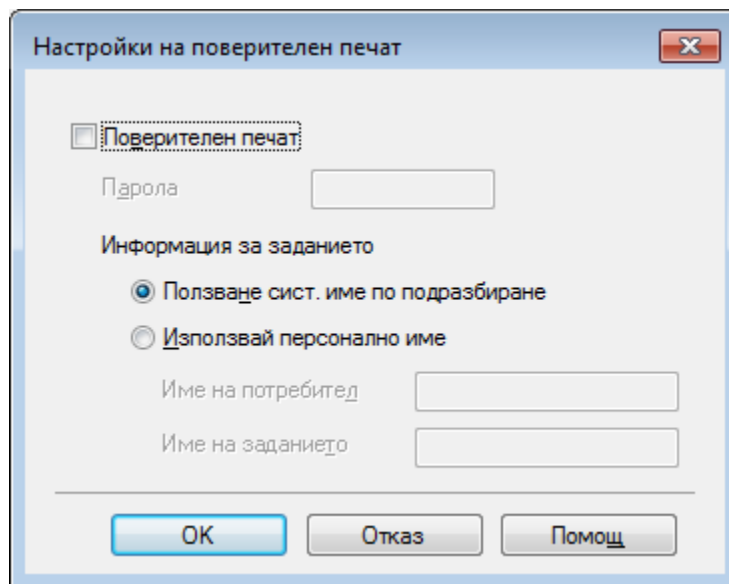 Настройки на поверителен печат
Поверителен печат
Парола
Информация за заданието
Ползване сист. име по подразбиране
Използвай персонално име
Име на потребител
Име на заданието
OK Отказ Помощ